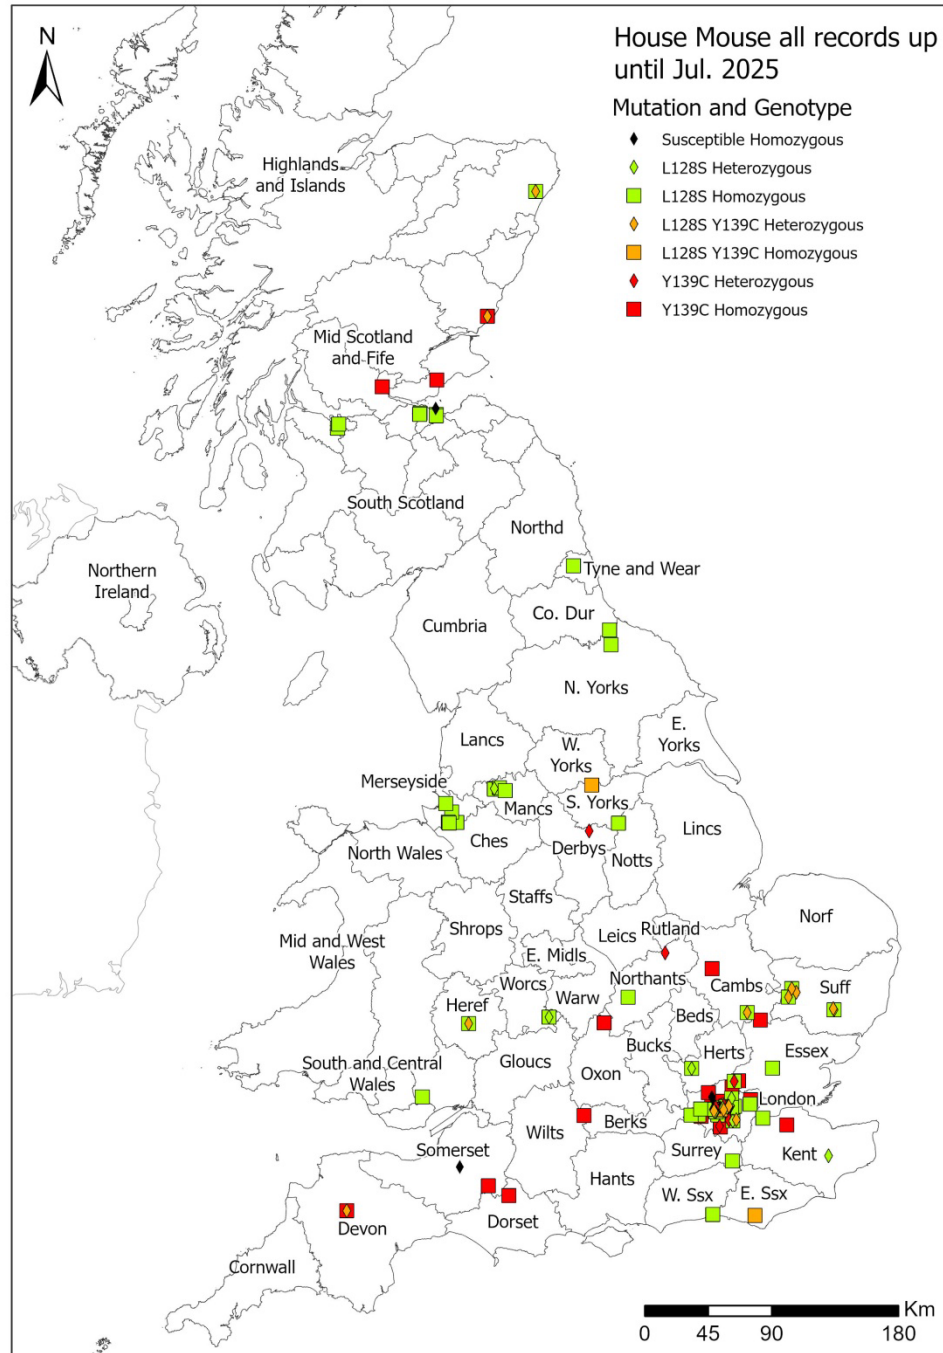 N
House Mouse all records up
until Jul. 2025
Mutation and Genotype
Susceptible Homozygous
L128S Heterozygous
L128S Homozygous
L128S Y139C Heterozygous
L128S Y139C Homozygous
Y139C Heterozygous
Y139C Homozygous
Highlands
and Islands
Mid Scotland
and Fife
South Scotland
Northd
Northern
Ireland
Tyne and Wear
Co. Dur
Cumbria
N. Yorks
Lancs
W.
Yorks
E.
Yorks
Merseyside
Mancs
S. Yorks
Ches
North Wales
Derbys
Notts
Lincs
Staffs
Shrops
Leics
Rutland
Norf
Mid and West
Wales
E. Midls
Worcs
Warw
Northants
Cambs
Suff
Heref
Beds
Bucks
Herts
Essex
Gloucs
Oxon
South and Central
Wales
London
Wilts
Berks
Somerset
Surrey
Kent
Hants
W. Ssx
E. Ssx
Devon
Dorset
Cornwall
Km
0 45 90 180